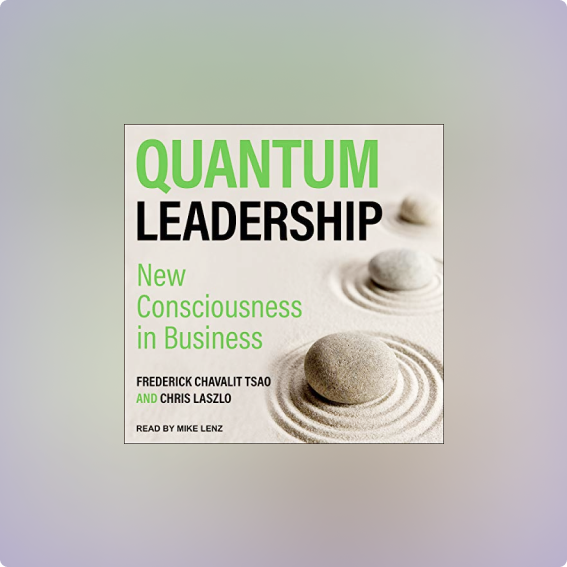 QUANTUM
LEADERSHIP
New
Consciousness
in Business
FREDERICK CHAVALIT TSAO
AND CHRIS LASZLO
READ BY MIKE LENZ